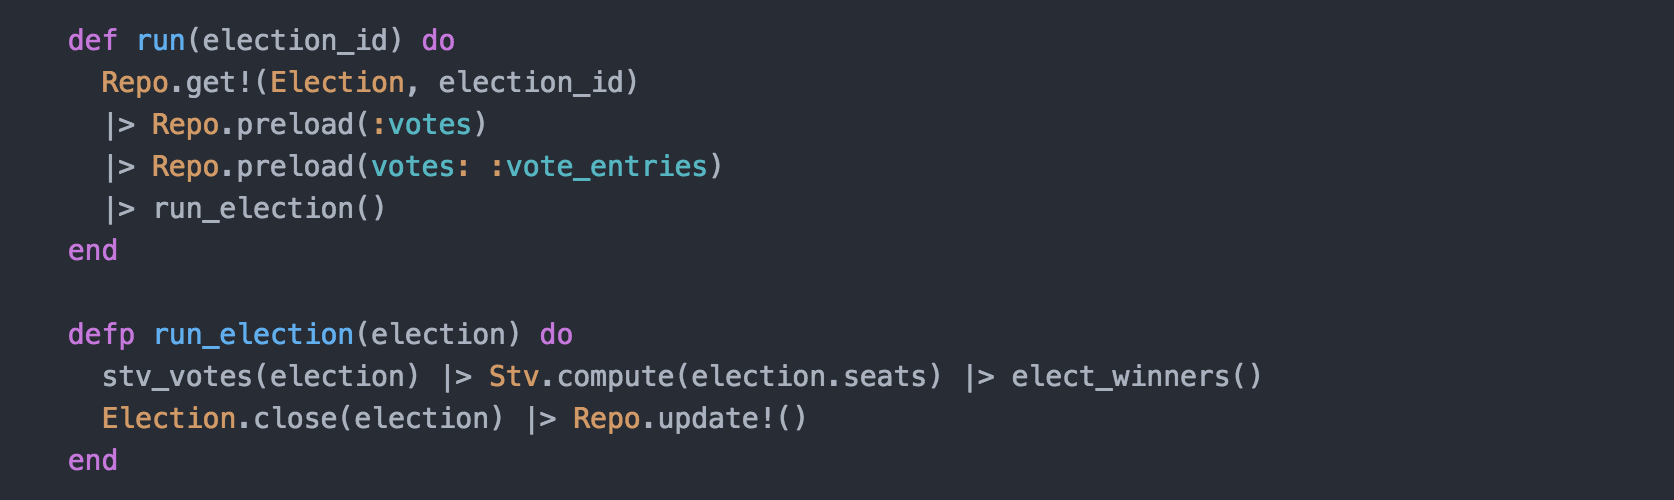 def run(election_id) do
  Repo.get!(Election, election_id)
  |> Repo.preload(:votes)
  |> Repo.preload(votes: :vote_entries)
  |> run_election()
end

defp run_election(election) do
  stv_votes(election) |> Stv.compute(election.seats) |> elect_winners()
  Election.close(election) |> Repo.update!()
end